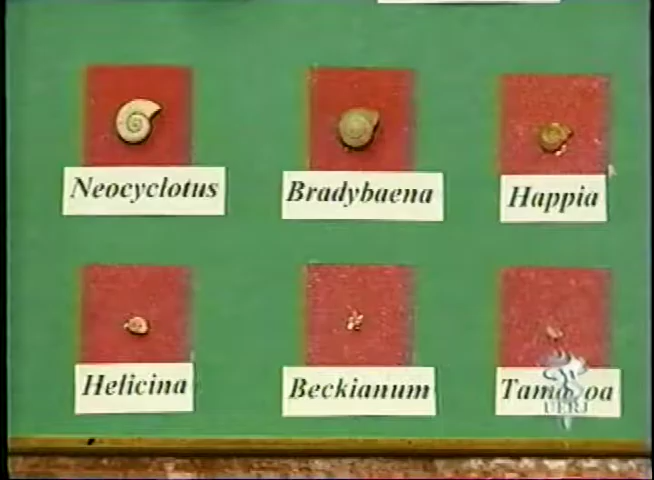 Neocyclotus
Bradybaena
Happia
Helicina
Beckianum
UERJ